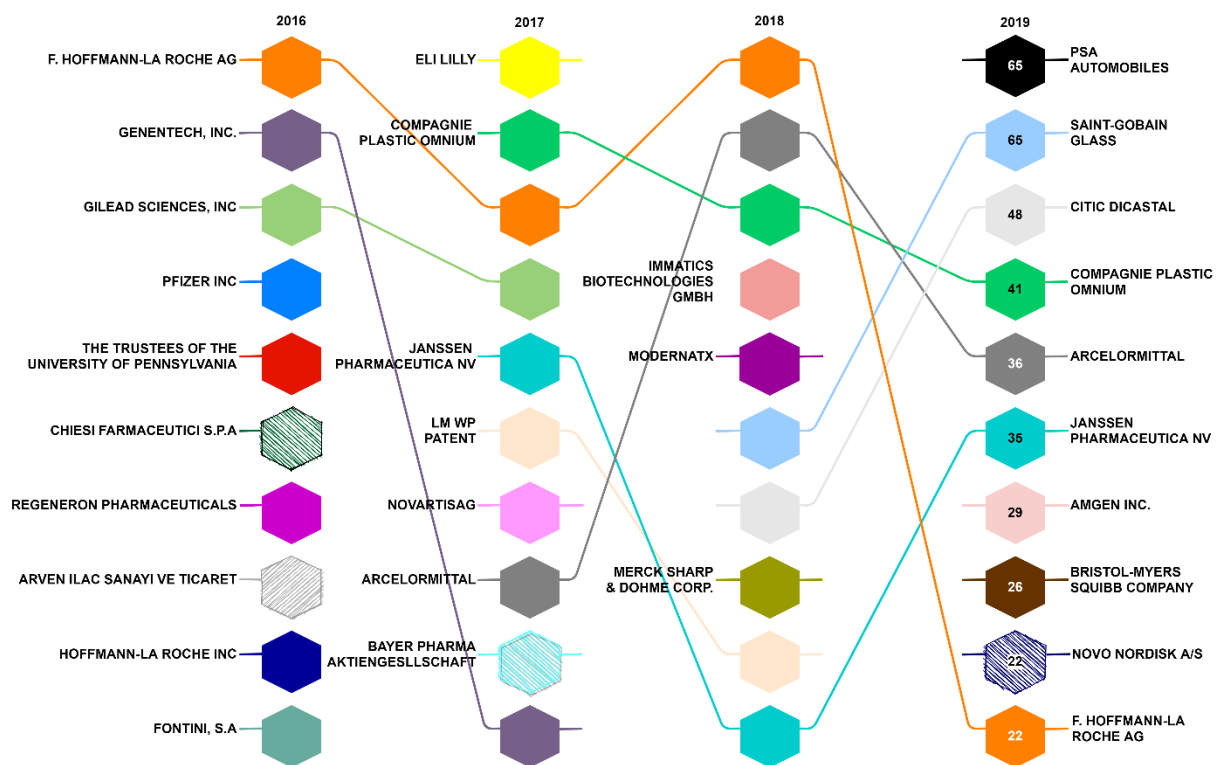 2016
2017
2018
2019
F. HOFFMANN-LA ROCHE AG
GENENTECH, INC.
GILEAD SCIENCES, INC
PFIZER INC
THE TRUSTEES OF THE
UNIVERSITY OF PENNSYLVANIA
CHIESI FARMACEUTICI S.P.A
REGENERON PHARMACEUTICALS
ARVEN ILAC SANAYI VE TICARET
HOFFMANN-LA ROCHE INC
FONTINI, S.A
ELI LILLY
COMPAGNIE
PLASTIC OMNIUM
JANSSEN
PHARMACEUTICA NV
LM WP
PATENT
NOVARTISAG
ARCELORMITTAL
BAYER PHARMA
AKTIENGESLLSCHAFT
IMMATICS
BIOTECHNOLOGIES
GMBH
MODERNATX
MERCK SHARP
& DOHME CORP.
65
PSA
AUTOMOBILES
65
SAINT-GOBAIN
GLASS
48
CITIC DICASTAL
41
COMPAGNIE PLASTIC
OMNIUM
36
ARCELORMITTAL
35
JANSSEN
PHARMACEUTICA NV
29
AMGEN INC.
26
BRISTOL-MYERS
SQUIBB COMPANY
22
NOVO NORDISK A/S
22
F. HOFFMANN-LA
ROCHE AG